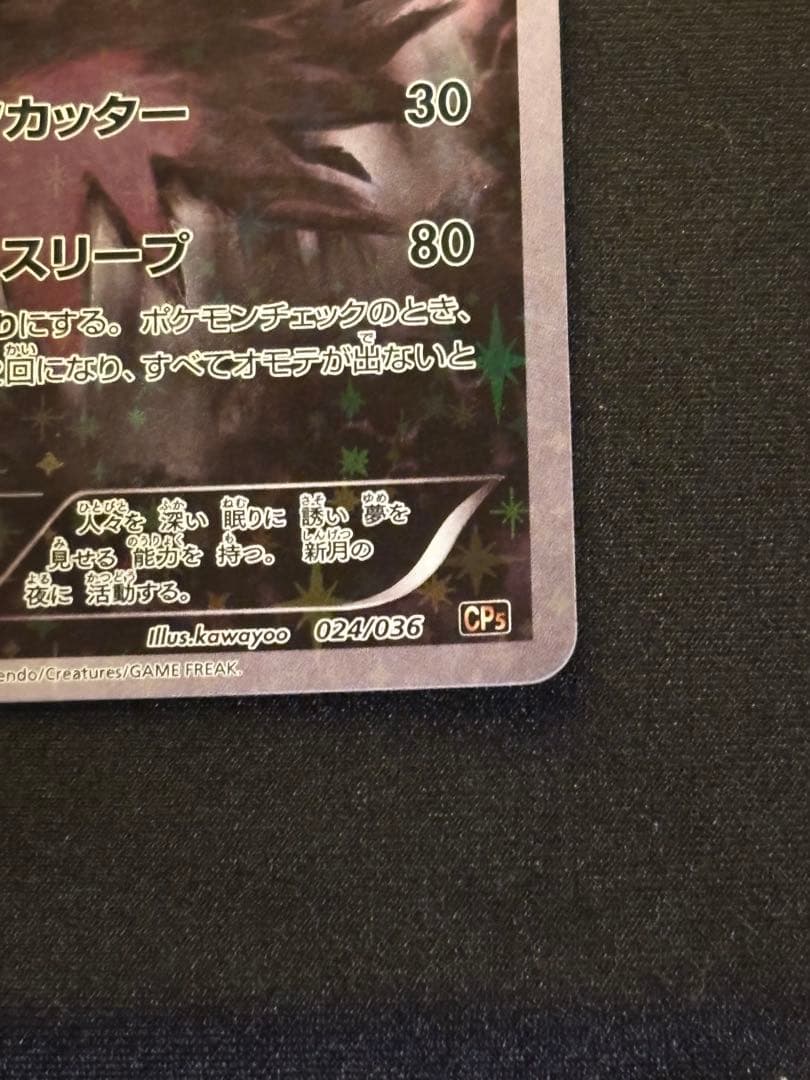 カッター 30
スリープ 80
りにする。ポケモンチェックのとき、
2回になり、すべてオモテが出ないと
人々を 深い 眠りに 誘い 夢を
見せる 能力を 持つ。 新月の
夜に 活動する。
Illus.kawayoo 024/036 CP5
endo/Creatures/GAME FREAK.